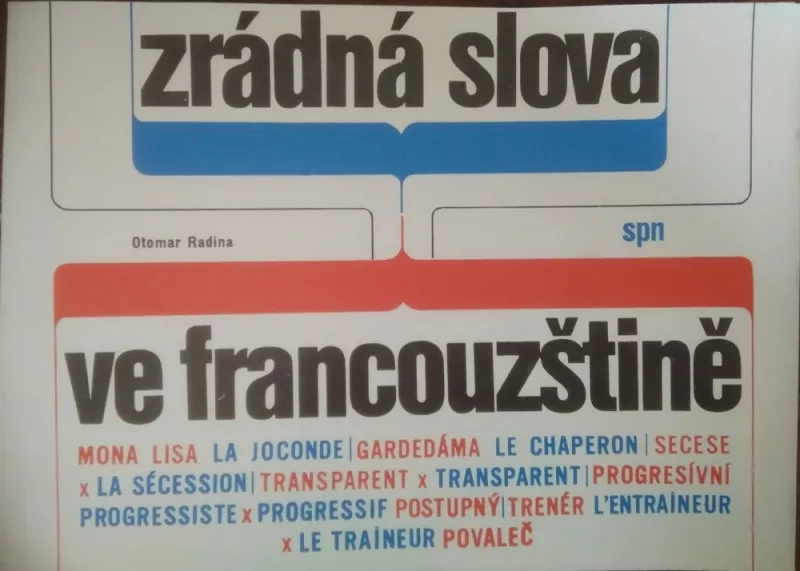 zrádná slova
Otomar Radina
spn
ve francouzštině
MONA LISA LA JOCONDE|GARDEDÁMA LE CHAPERON|SECESE
x LA SÉCESSION|TRANSPARENT x TRANSPARENT|PROGRESÍVNÍ
PROGRESSISTE x PROGRESSIF POSTUPNÝ|TRENÉR L'ENTRAÎNEUR
x LE TRAÎNEUR POVALEČ